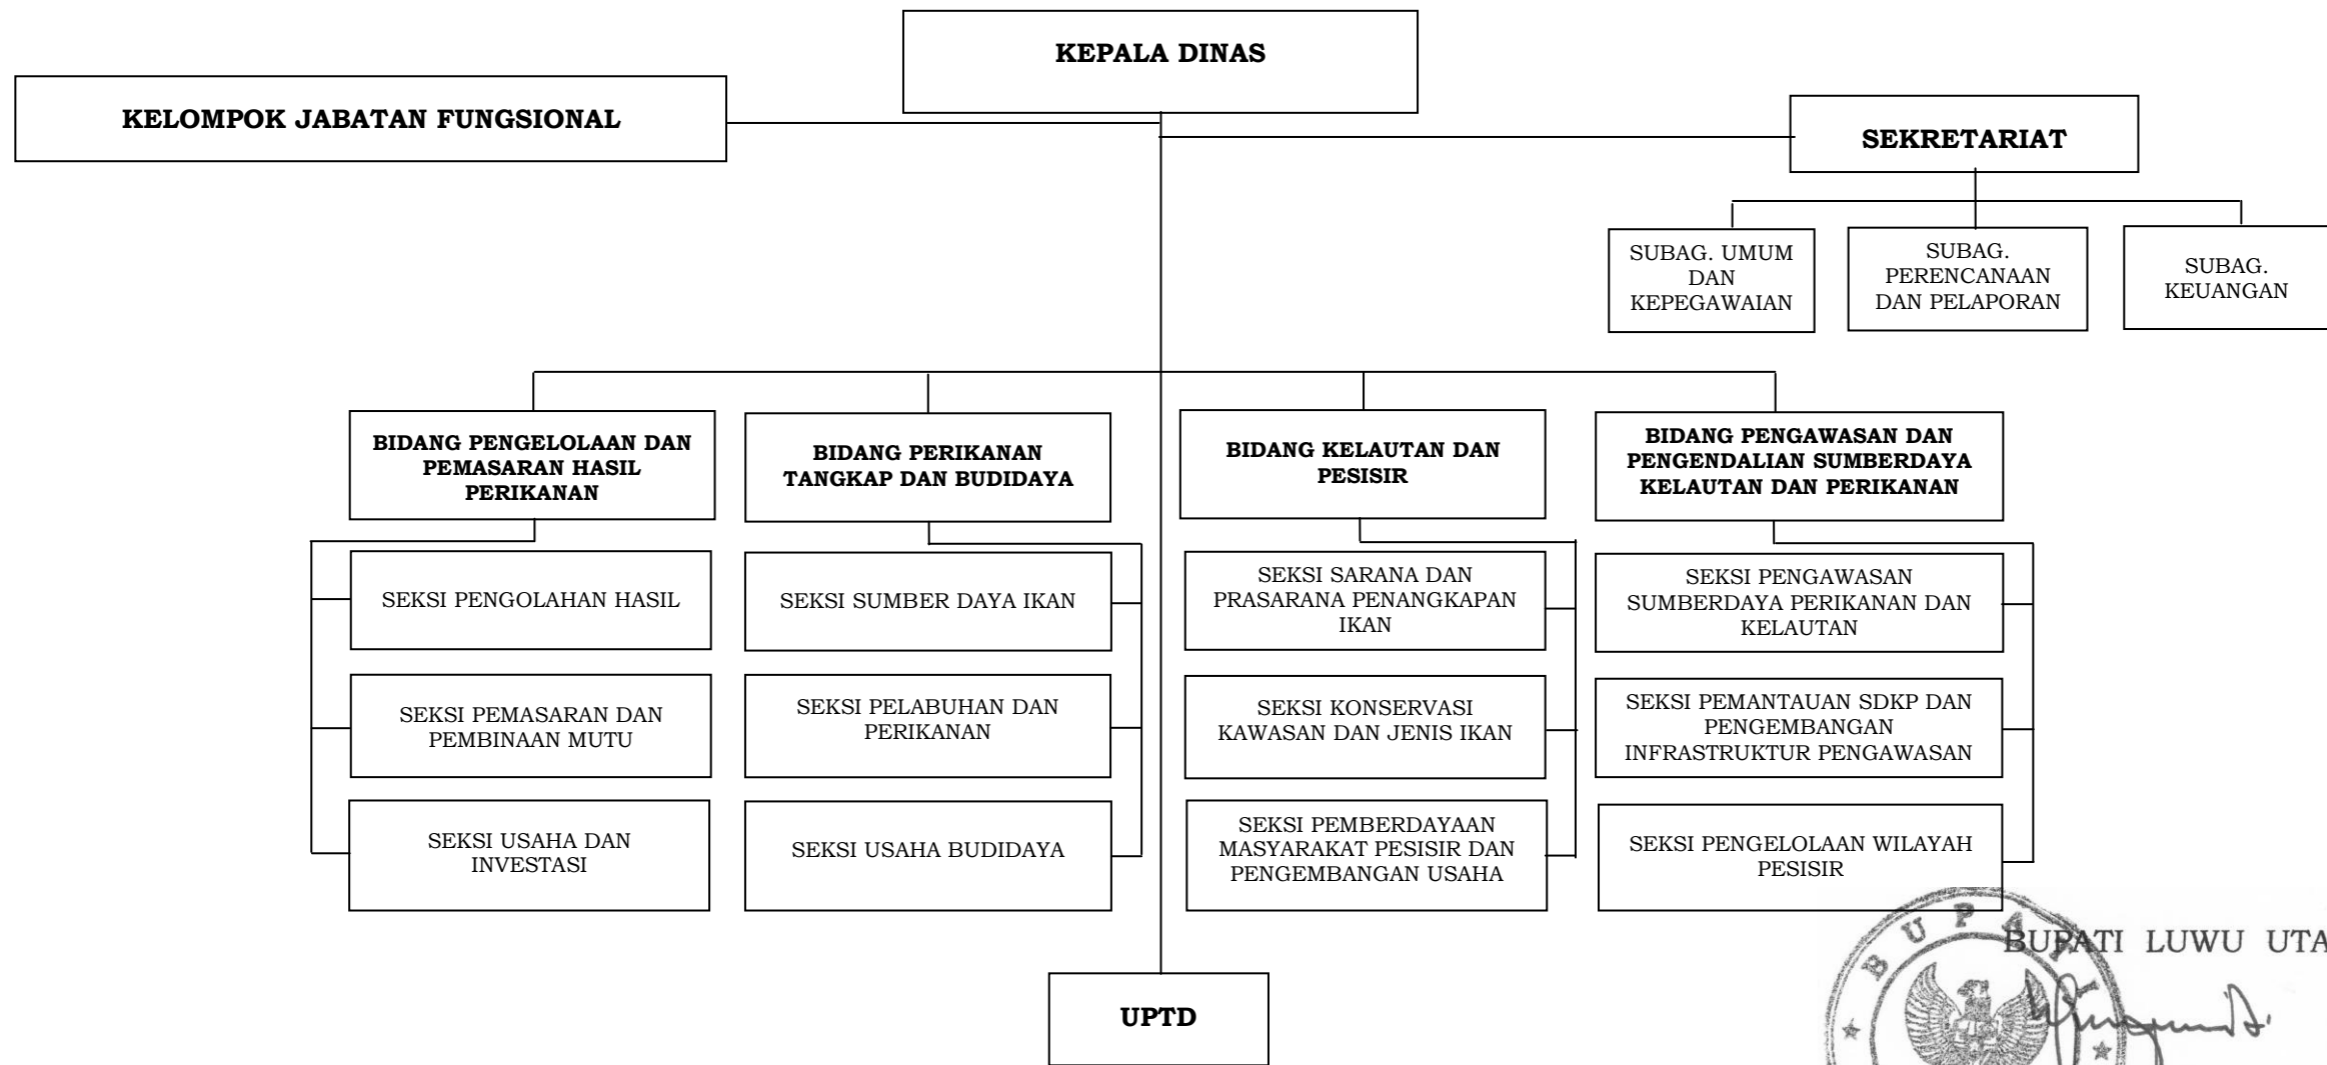 KEPALA DINAS
KELOMPOK JABATAN FUNGSIONAL
SEKRETARIAT
SUBAG. UMUM
DAN
KEPEGAWAIAN
SUBAG.
PERENCANAAN
DAN PELAPORAN
SUBAG.
KEUANGAN
BIDANG PENGELOLAAN DAN
PEMASARAN HASIL
PERIKANAN
BIDANG PERIKANAN
TANGKAP DAN BUDIDAYA
BIDANG KELAUTAN DAN
PESISIR
BIDANG PENGAWASAN DAN
PENGENDALIAN SUMBERDAYA
KELAUTAN DAN PERIKANAN
SEKSI PENGOLAHAN HASIL
SEKSI SUMBER DAYA IKAN
SEKSI SARANA DAN
PRASARANA PENANGKAPAN
IKAN
SEKSI PENGAWASAN
SUMBERDAYA PERIKANAN DAN
KELAUTAN
SEKSI PEMASARAN DAN
PEMBINAAN MUTU
SEKSI PELABUHAN DAN
PERIKANAN
SEKSI KONSERVASI
KAWASAN DAN JENIS IKAN
SEKSI PEMANTAUAN SDKP DAN
PENGEMBANGAN
INFRASTRUKTUR PENGAWASAN
SEKSI USAHA DAN
INVESTASI
SEKSI USAHA BUDIDAYA
SEKSI PEMBERDAYAAN
MASYARAKAT PESISIR DAN
PENGEMBANGAN USAHA
SEKSI PENGELOLAAN WILAYAH
PESISIR
BUPATI
BUPATI LUWU UTA
UPTD